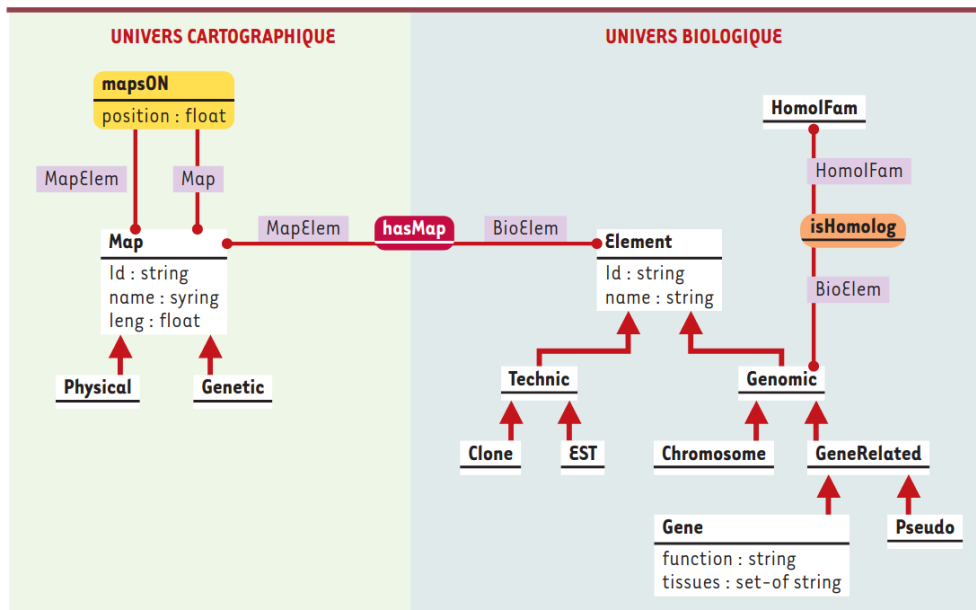 UNIVERS CARTOGRAPHIQUE
UNIVERS BIOLOGIQUE
mapsON
position : float
HomolFam
MapElem
Map
HomolFam
MapElem
hasMap
BioElem
isHomolog
Map
Id : string
name : syring
leng : float
Element
Id : string
name : string
BioElem
Physical
Genetic
Technic
Genomic
Clone
EST
Chromosome
GeneRelated
Gene
function : string
tissues : set-of string
Pseudo